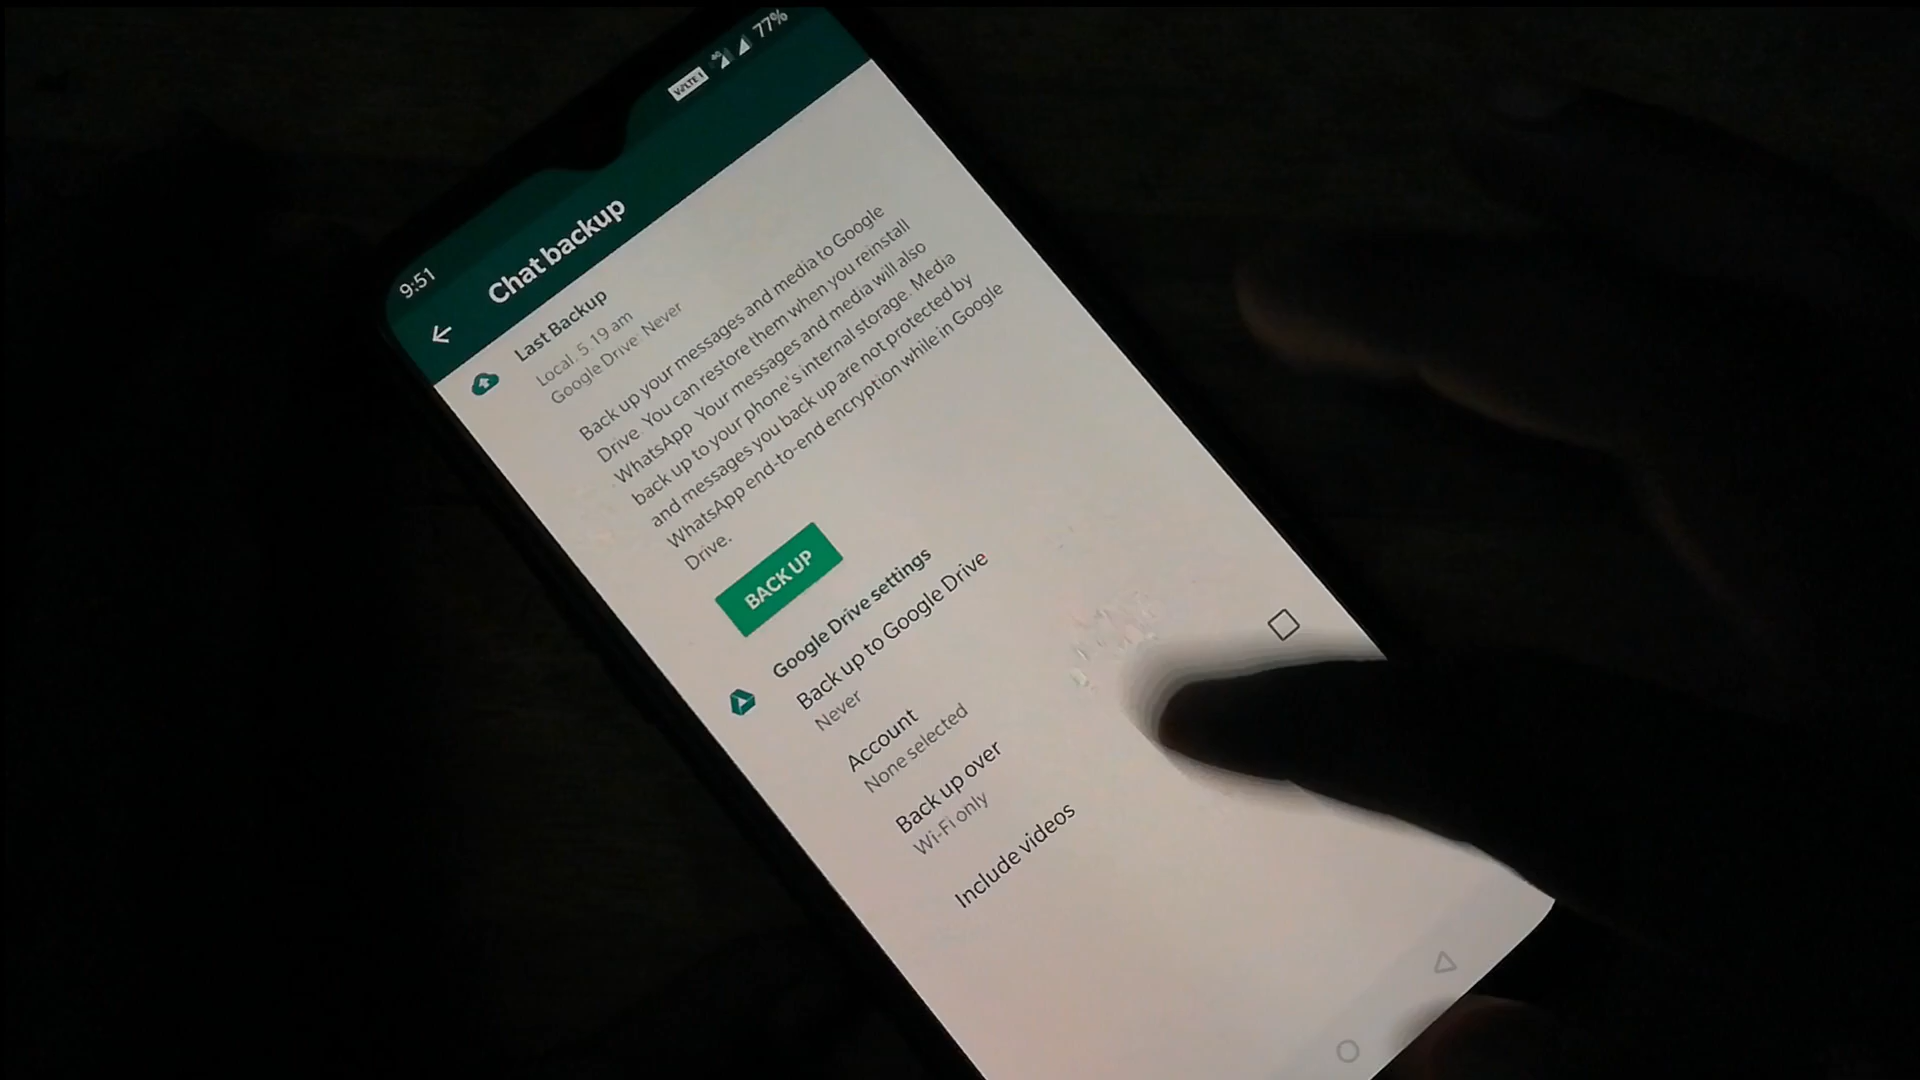 9:51
VoLTE1 4G 77%
Chat backup
Last Backup
Local: 5.19 am
Google Drive: Never
Back up your messages and media to Google
Drive. You can restore them when you reinstall
WhatsApp. Your messages and media will also
back up to your phone's internal storage. Media
and messages you back up are not protected by
WhatsApp end-to-end encryption while in Google
Drive.
BACK UP
Google Drive settings
Back up to Google Drive
Never
Account
None selected
Back up over
Wi-Fi only
Include videos